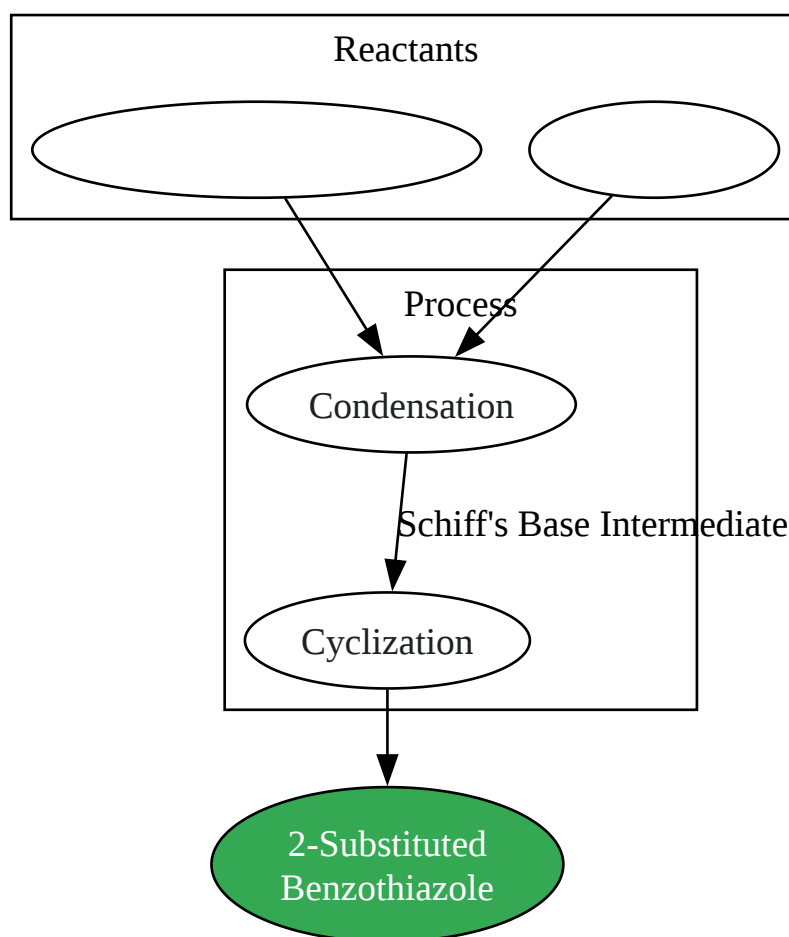 Reactants
Process
Condensation
Schiff's Base Intermediate
Cyclization
2-Substituted
Benzothiazole